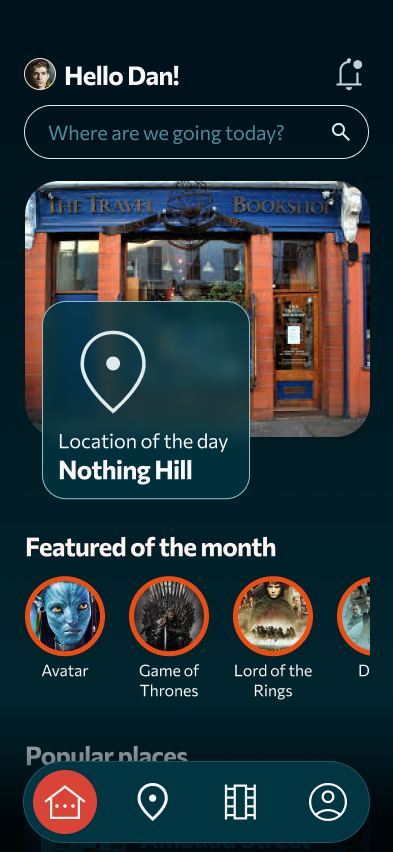 Hello Dan!
Where are we going today?
THE TRAVEL BOOKSHOP
Location of the day
Nothing Hill
Featured of the month
Avatar
Game of
Thrones
Lord of the
Rings
D
Popular places